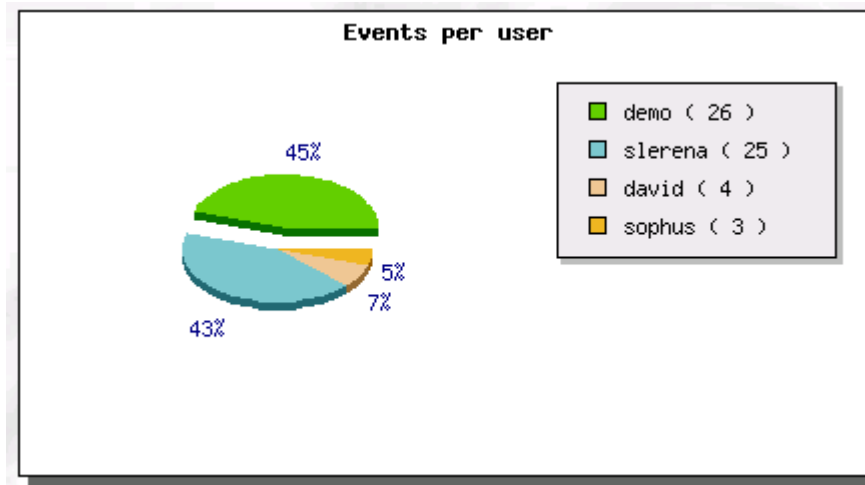 Events per user
demo ( 26 )
slerena ( 25 )
david ( 4 )
sophus ( 3 )
45%
5%
7%
43%